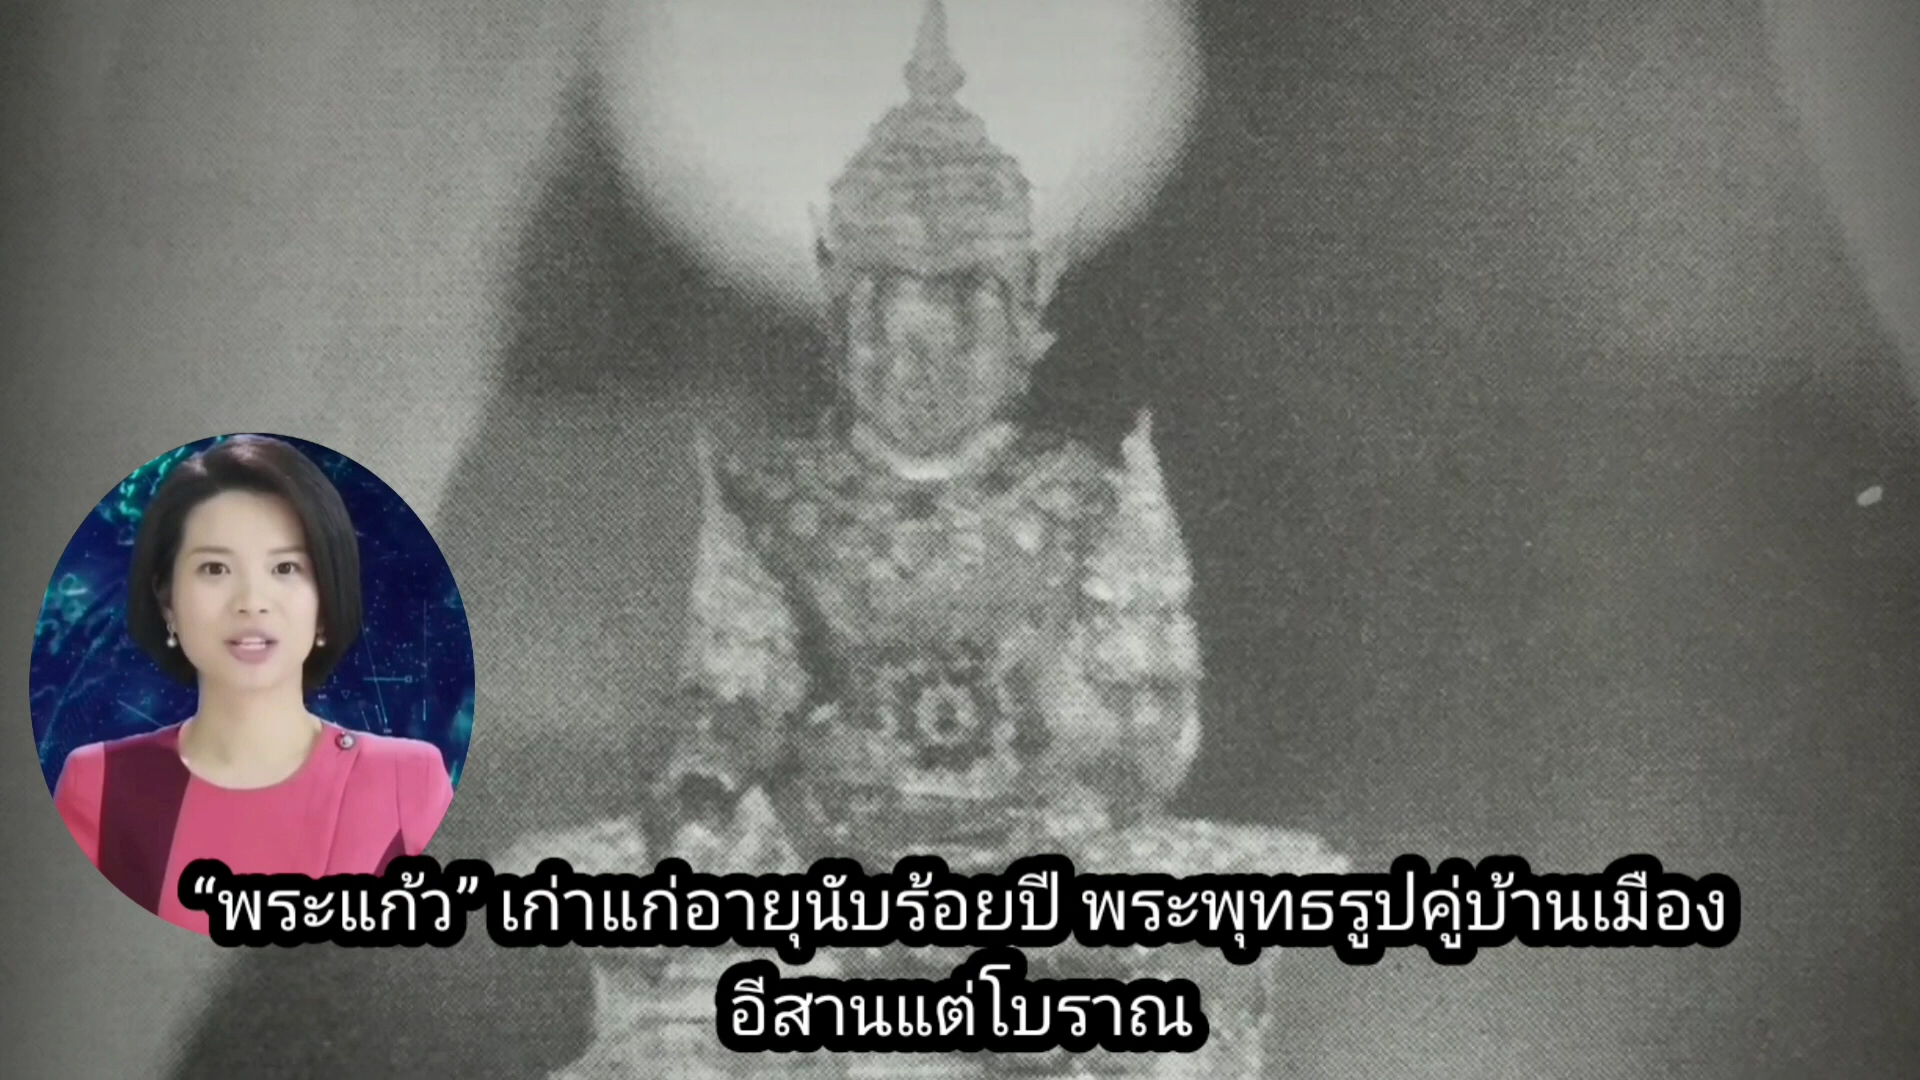 “พระแก้ว” เก่าแก่อายุนับร้อยปี พระพุทธรูปคู่บ้านเมือง
อีสานแต่โบราณ